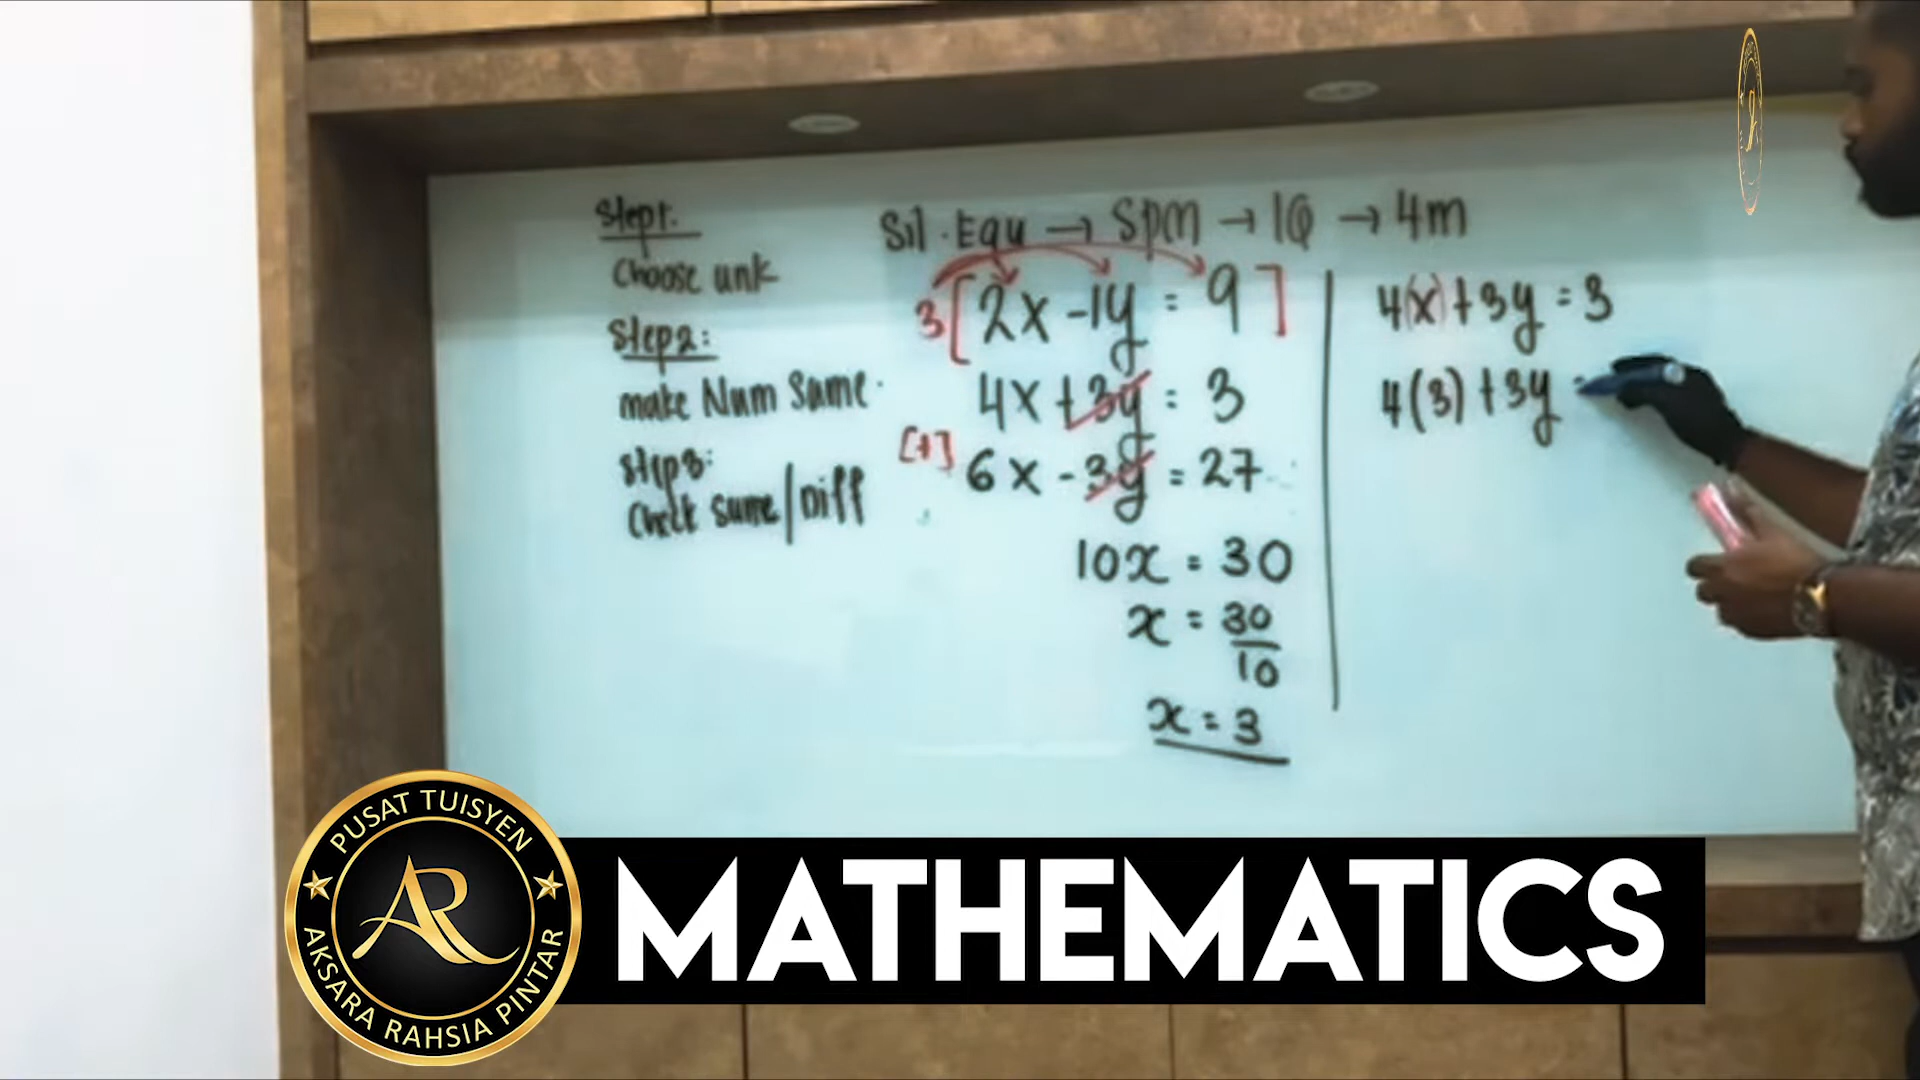 Step1:
Choose unk
Step2:
make Num Same.
Step3:
Check same/Diff
Sil. Equ → SPM → 1Q → 4m
3[2x - 1y = 9]
4x + 3y = 3
[+] 6x - 3y = 27
10x = 30
x = 30/10
x = 3
4(x) + 3y = 3
4(3) + 3y =
PUSAT TUISYEN
AR
AKSARA RAHSIA PINTAR
MATHEMATICS